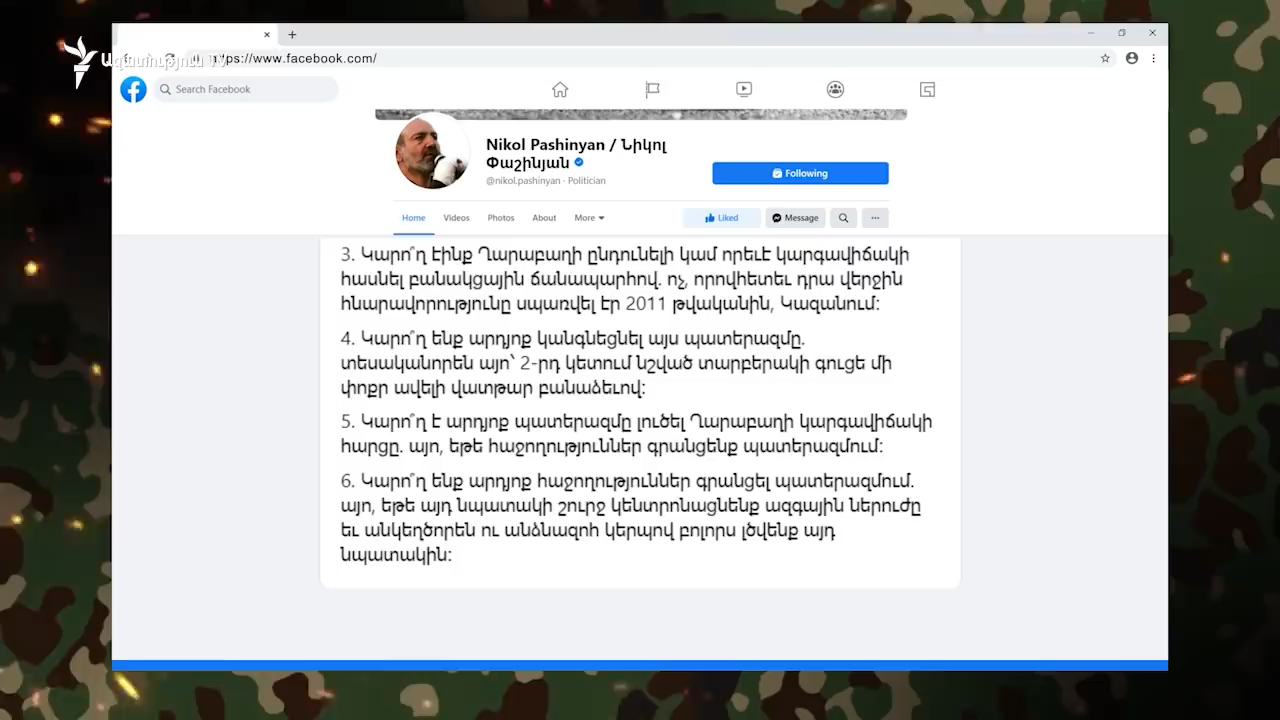 Ազատություն TV
https://www.facebook.com/
Search Facebook
Nikol Pashinyan / Նիկոլ
Փաշինյան
@nikol.pashinyan · Politician
Following
Home Videos Photos About More
Liked Message
3. Կարո՞ղ էինք Ղարաբաղի ընդունելի կամ որեւէ կարգավիճակի
հասնել բանակցային ճանապարհով. ոչ, որովհետեւ դրա վերջին
հնարավորությունը սպառվել էր 2011 թվականին, Կազանում:
4. Կարո՞ղ ենք արդյոք կանգնեցնել այս պատերազմը.
տեսականորեն այո՝ 2-րդ կետում նշված տարբերակի գուցե մի
փոքր ավելի վատթար բանաձեւով:
5. Կարո՞ղ է արդյոք պատերազմը լուծել Ղարաբաղի կարգավիճակի
հարցը. այո, եթե հաջողություններ գրանցենք պատերազմում:
6. Կարո՞ղ ենք արդյոք հաջողություններ գրանցել պատերազմում.
այո, եթե այդ նպատակի շուրջ կենտրոնացնենք ազգային ներուժը
եւ անկեղծորեն ու անձնազոհ կերպով բոլորս լծվենք այդ
նպատակին: